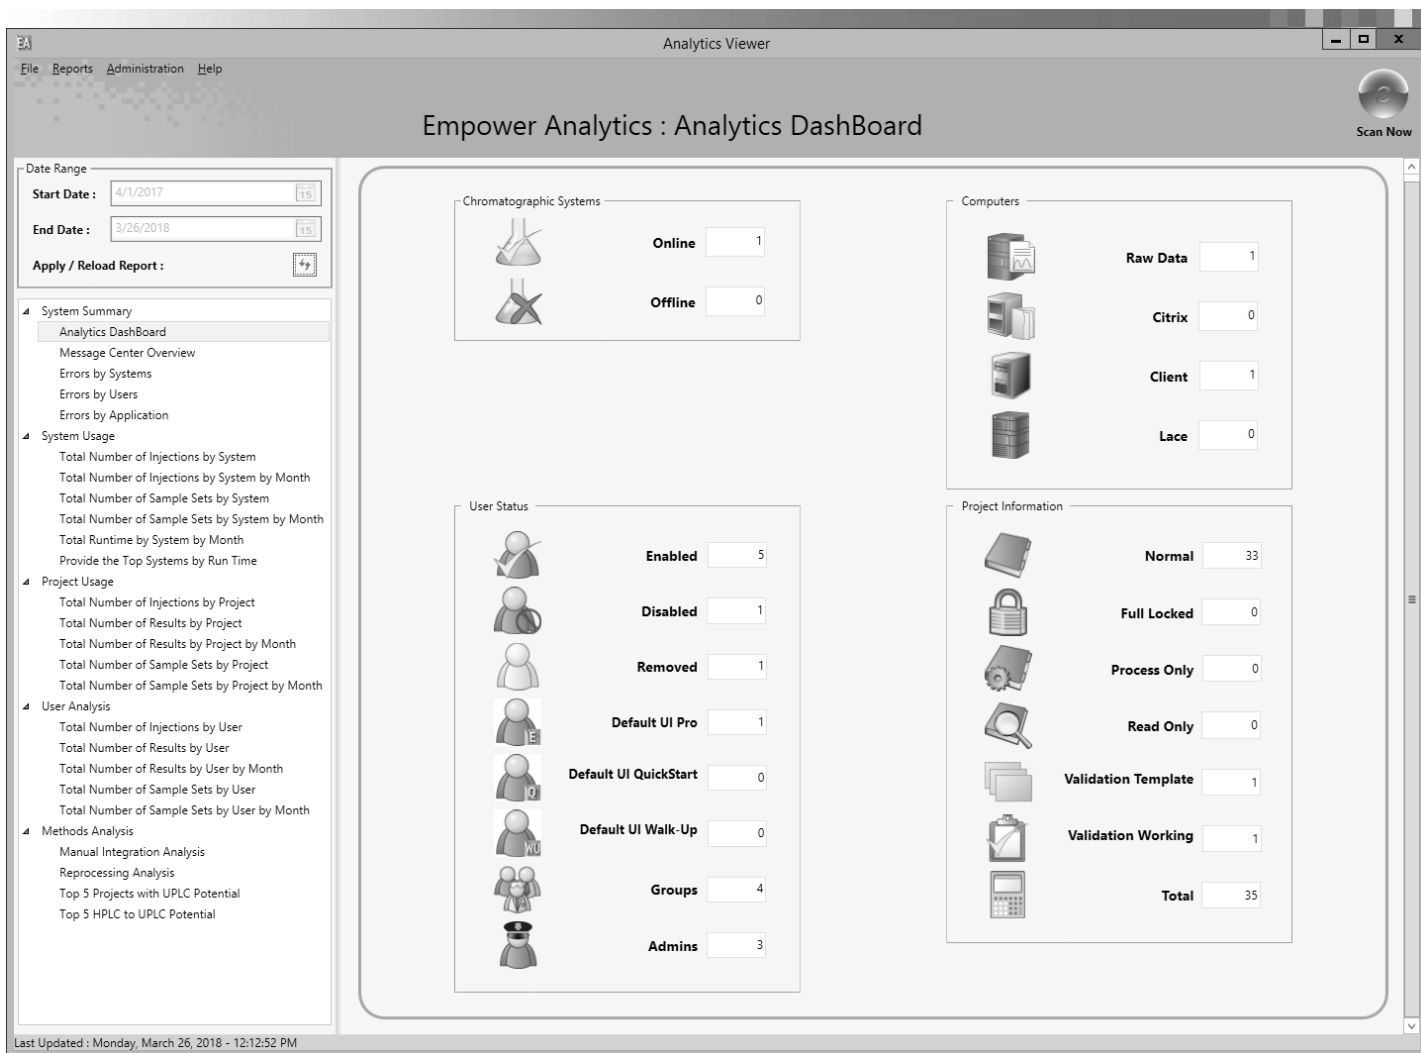 EA
Analytics Viewer
File Reports Administration Help
Empower Analytics : Analytics DashBoard
Scan Now
Date Range
Start Date : 4/1/2017 15
End Date : 3/26/2018 15
Apply / Reload Report :
System Summary
Analytics DashBoard
Message Center Overview
Errors by Systems
Errors by Users
Errors by Application
System Usage
Total Number of Injections by System
Total Number of Injections by System by Month
Total Number of Sample Sets by System
Total Number of Sample Sets by System by Month
Total Runtime by System by Month
Provide the Top Systems by Run Time
Project Usage
Total Number of Injections by Project
Total Number of Results by Project
Total Number of Results by Project by Month
Total Number of Sample Sets by Project
Total Number of Sample Sets by Project by Month
User Analysis
Total Number of Injections by User
Total Number of Results by User
Total Number of Results by User by Month
Total Number of Sample Sets by User
Total Number of Sample Sets by User by Month
Methods Analysis
Manual Integration Analysis
Reprocessing Analysis
Top 5 Projects with UPLC Potential
Top 5 HPLC to UPLC Potential
Chromatographic Systems
Online 1
Offline 0
Computers
Raw Data 1
Citrix 0
Client 1
Lace 0
User Status
Enabled 5
Disabled 1
Removed 1
E Default UI Pro 1
Q Default UI QuickStart 0
WU Default UI Walk-Up 0
Groups 4
Admins 3
Project Information
Normal 33
Full Locked 0
Process Only 0
Read Only 0
Validation Template 1
Validation Working 1
Total 35
Last Updated : Monday, March 26, 2018 - 12:12:52 PM